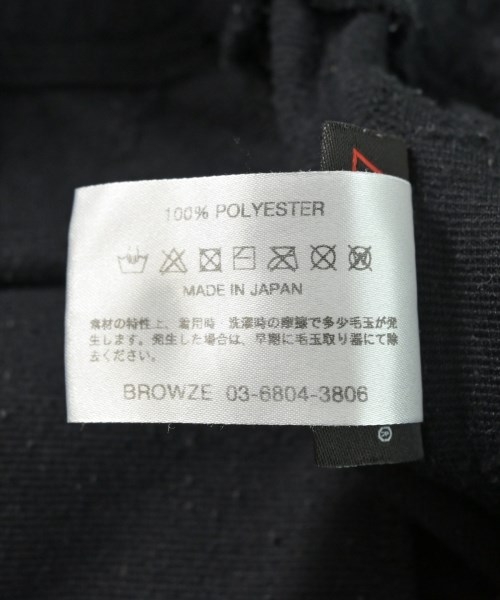 100% POLYESTER
MADE IN JAPAN
食材の特性上、着用時・洗濯時の摩擦で多少毛玉が発
生します。発生した場合は、早期に毛玉取り器にて除
去ください。
BROWZE 03-6804-3806